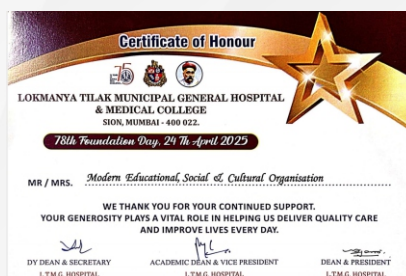 Certificate of Honour
75
LOKMANYA TILAK MUNICIPAL GENERAL HOSPITAL
& MEDICAL COLLEGE
SION, MUMBAI - 400 022.
78th Foundation Day, 24 Th April 2025
MR / MRS. Modern Educational, Social & Cultural Organisation
WE THANK YOU FOR YOUR CONTINUED SUPPORT.
YOUR GENEROSITY PLAYS A VITAL ROLE IN HELPING US DELIVER QUALITY CARE
AND IMPROVE LIVES EVERY DAY.
DY DEAN & SECRETARY ACADEMIC DEAN & VICE PRESIDENT DEAN & PRESIDENT
L.T.M.G. HOSPITAL L.T.M.G. HOSPITAL L.T.M.G. HOSPITAL